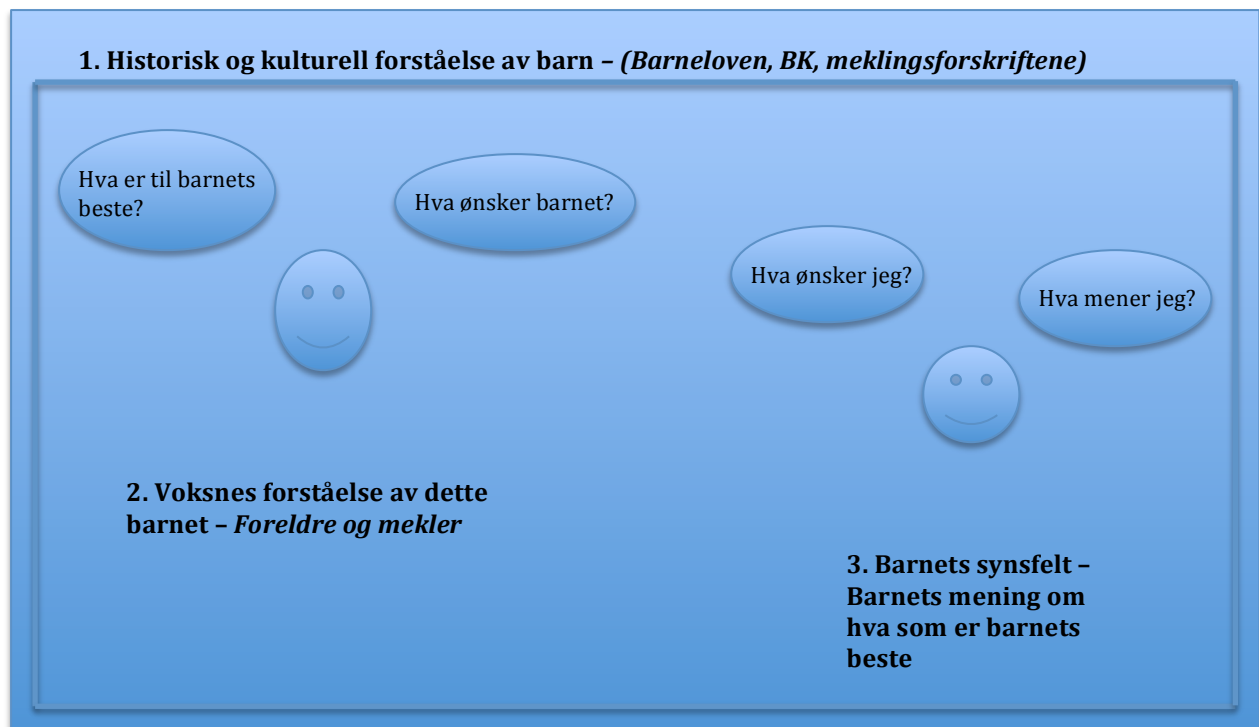 1. Historisk og kulturell forståelse av barn – (Barneloven, BK, meklingsforskriftene)
Hva er til barnets
beste?
Hva ønsker barnet?
Hva ønsker jeg?
Hva mener jeg?
2. Voksnes forståelse av dette
barnet – Foreldre og mekler
3. Barnets synsfelt –
Barnets mening om
hva som er barnets
beste